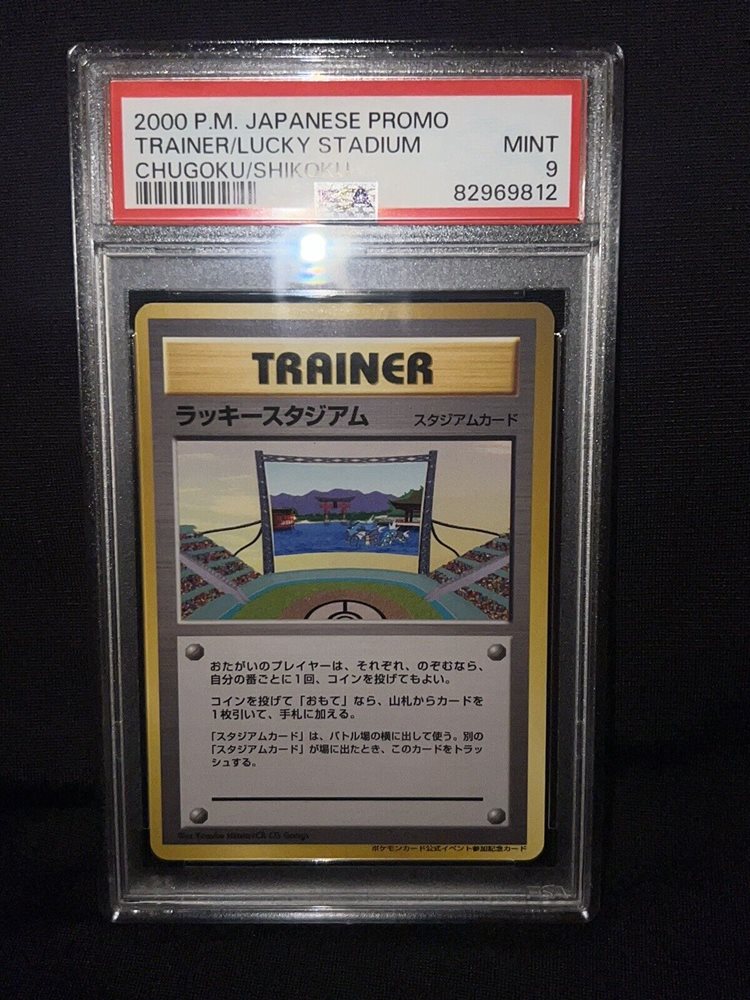 2000 P.M. JAPANESE PROMO
TRAINER/LUCKY STADIUM MINT
CHUGOKU/SHIKOKU 9
82969812
TRAINER
ラッキースタジアム スタジアムカード
おたがいのプレイヤーは、それぞれ、のぞむなら、
自分の番ごとに1回、コインを投げてもよい。
コインを投げて「おもて」なら、山札からカードを
1枚引いて、手札に加える。
「スタジアムカード」は、バトル場の横に出して使う。別の
「スタジアムカード」が場に出たとき、このカードをトラッ
シュする。
ポケモンカード公式イベント参加記念カード